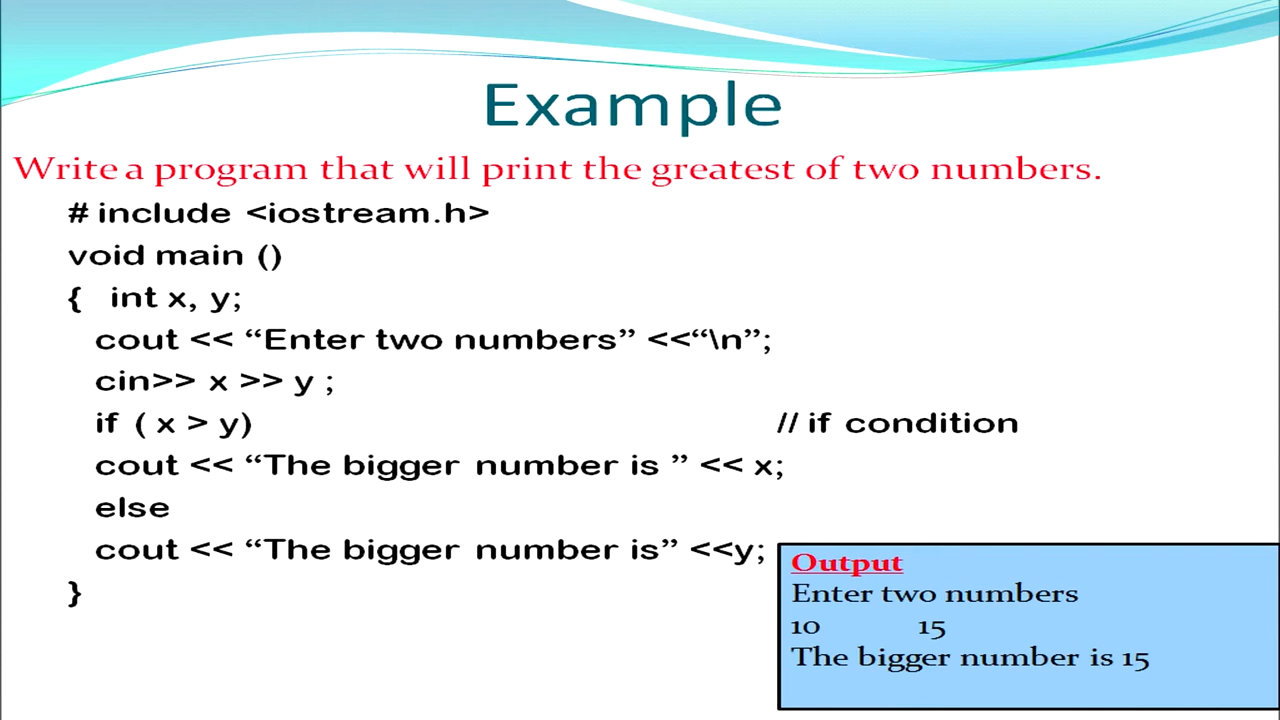 Example
Write a program that will print the greatest of two numbers.
# include <iostream.h>
void main ()
{ int x, y;
cout << “Enter two numbers” <<“\n”;
cin>> x >> y ;
if ( x > y) // if condition
cout << “The bigger number is ” << x;
else
cout << “The bigger number is” <<y;
}
Output
Enter two numbers
10 15
The bigger number is 15